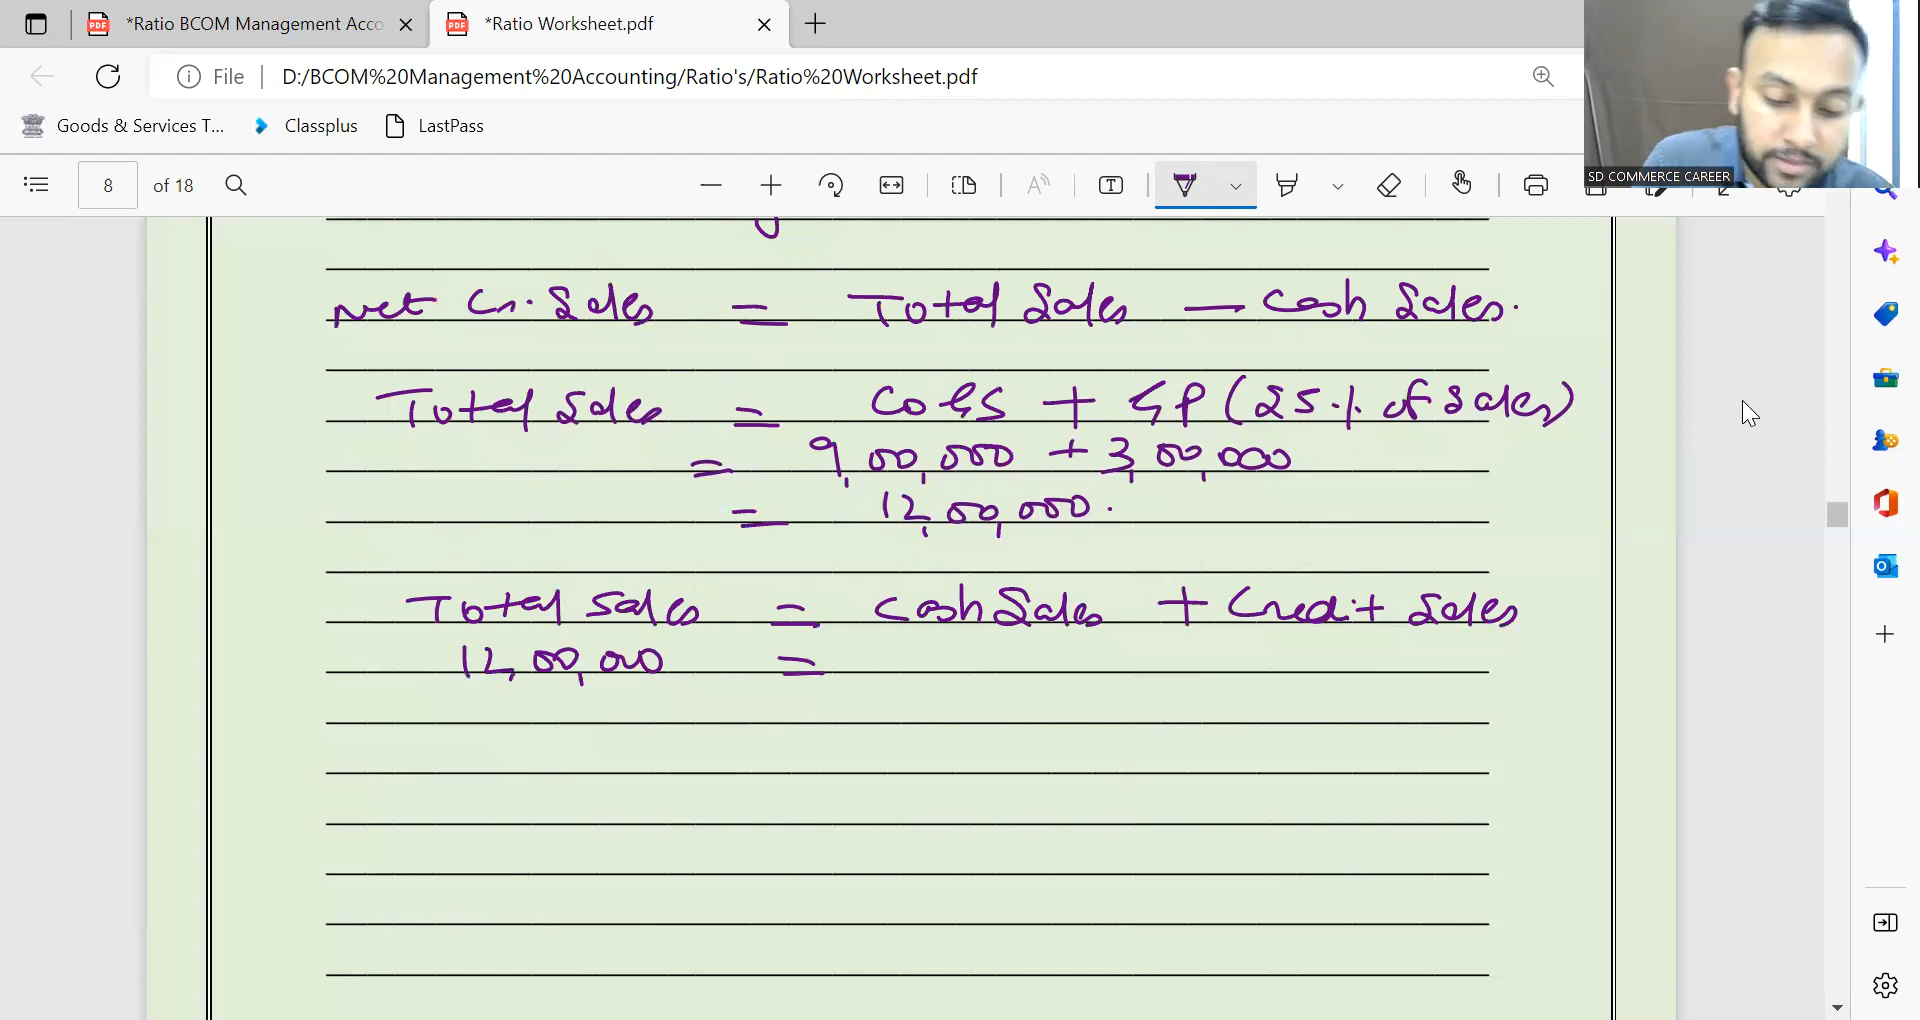 *Ratio BCOM Management Acco
*Ratio Worksheet.pdf
File
D:/BCOM%20Management%20Accounting/Ratio's/Ratio%20Worksheet.pdf
Goods & Services T...
Classplus
LastPass
8 of 18
SD COMMERCE CAREER
Net Cr. Sales = Total Sales — Cash Sales.
Total Sales = COGS + GP (25% of Sales)
= 9,00,000 + 3,00,000
= 12,00,000.
Total Sales = Cash Sales + Credit Sales
12,00,000 =